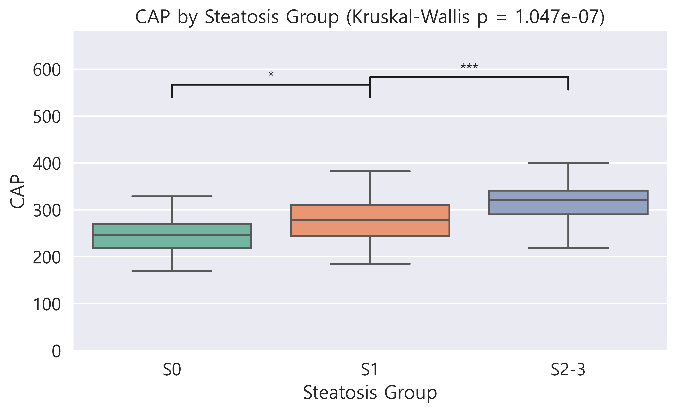 CAP by Steatosis Group (Kruskal-Wallis p = 1.047e-07)
600
500
400
300
200
100
0
CAP
*
***
S0
S1
S2-3
Steatosis Group